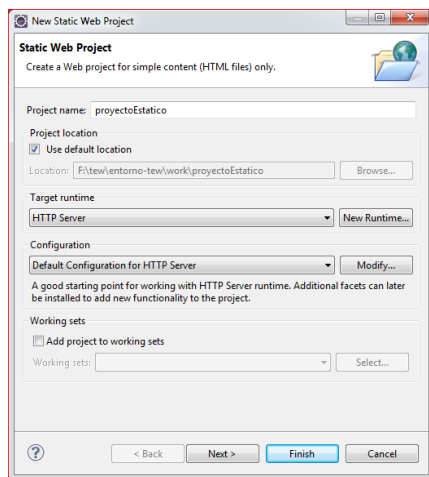 New Static Web Project
Static Web Project
Create a Web project for simple content (HTML files) only.
Project name: proyectoEstatico
Project location
Use default location
Location: F:\tew\entorno-tew\work\proyectoEstatico Browse...
Target runtime
HTTP Server New Runtime...
Configuration
Default Configuration for HTTP Server Modify...
A good starting point for working with HTTP Server runtime. Additional facets can later
be installed to add new functionality to the project.
Working sets
Add project to working sets
Working sets: Select...
? < Back Next > Finish Cancel